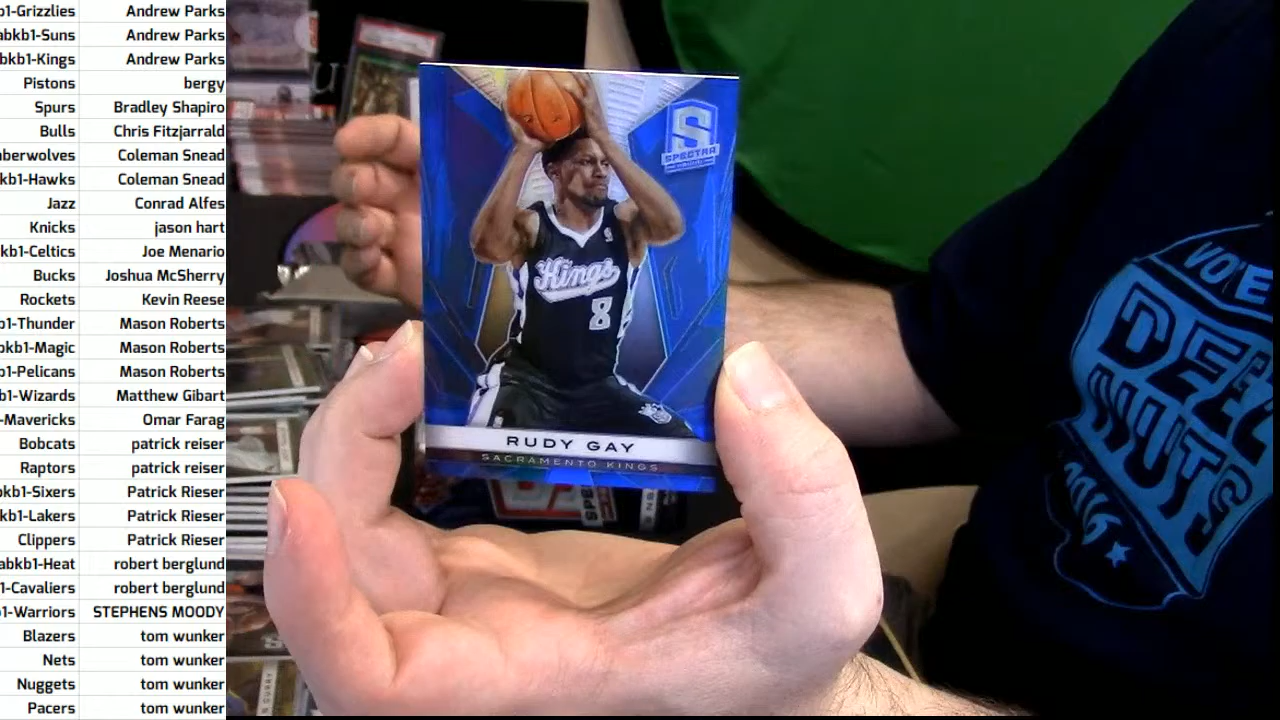 b1-Grizzlies Andrew Parks
abkb1-Suns Andrew Parks
bkb1-Kings Andrew Parks
Pistons bergy
Spurs Bradley Shapiro
Bulls Chris Fitzjarrald
berwolves Coleman Snead
kb1-Hawks Coleman Snead
Jazz Conrad Alfes
Knicks jason hart
kb1-Celtics Joe Menario
Bucks Joshua McSherry
Rockets Kevin Reese
b1-Thunder Mason Roberts
bkb1-Magic Mason Roberts
b1-Pelicans Mason Roberts
b1-Wizards Matthew Gibart
-Mavericks Omar Farag
Bobcats patrick reiser
Raptors patrick reiser
bkb1-Sixers Patrick Rieser
kb1-Lakers Patrick Rieser
Clippers Patrick Rieser
abkb1-Heat robert berglund
1-Cavaliers robert berglund
1-Warriors STEPHENS MOODY
Blazers tom wunker
Nets tom wunker
Nuggets tom wunker
Pacers tom wunker
S
SPECTRA
Kings
8
RUDY GAY
SACRAMENTO KINGS
VOTE
DEEZ
NUTS
2016